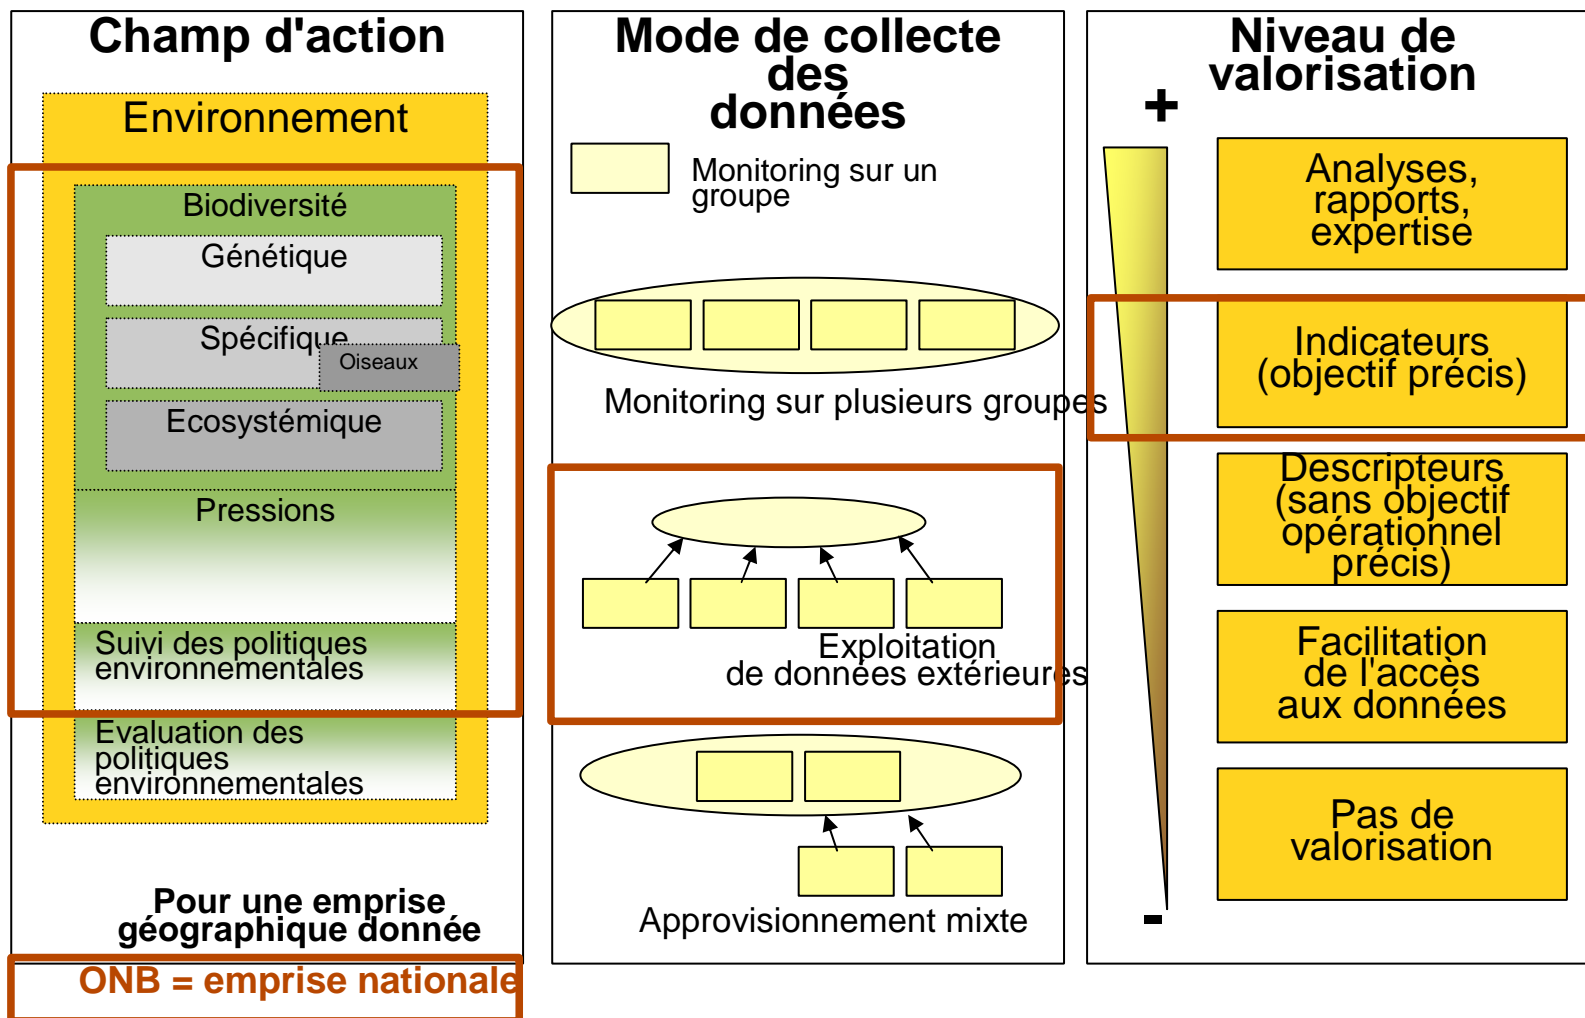 Champ d'action
Environnement
Biodiversité
Génétique
Spécifique
Oiseaux
Ecosystémique
Pressions
Suivi des politiques
environnementales
Evaluation des
politiques
environnementales
Pour une emprise
géographique donnée
ONB = emprise nationale
Mode de collecte
des
données
Monitoring sur un
groupe
Monitoring sur plusieurs groupes
Exploitation
de données extérieures
Approvisionnement mixte
Niveau de
valorisation
+
Analyses,
rapports,
expertise
Indicateurs
(objectif précis)
Descripteurs
(sans objectif
opérationnel
précis)
Facilitation
de l'accès
aux données
Pas de
valorisation
-